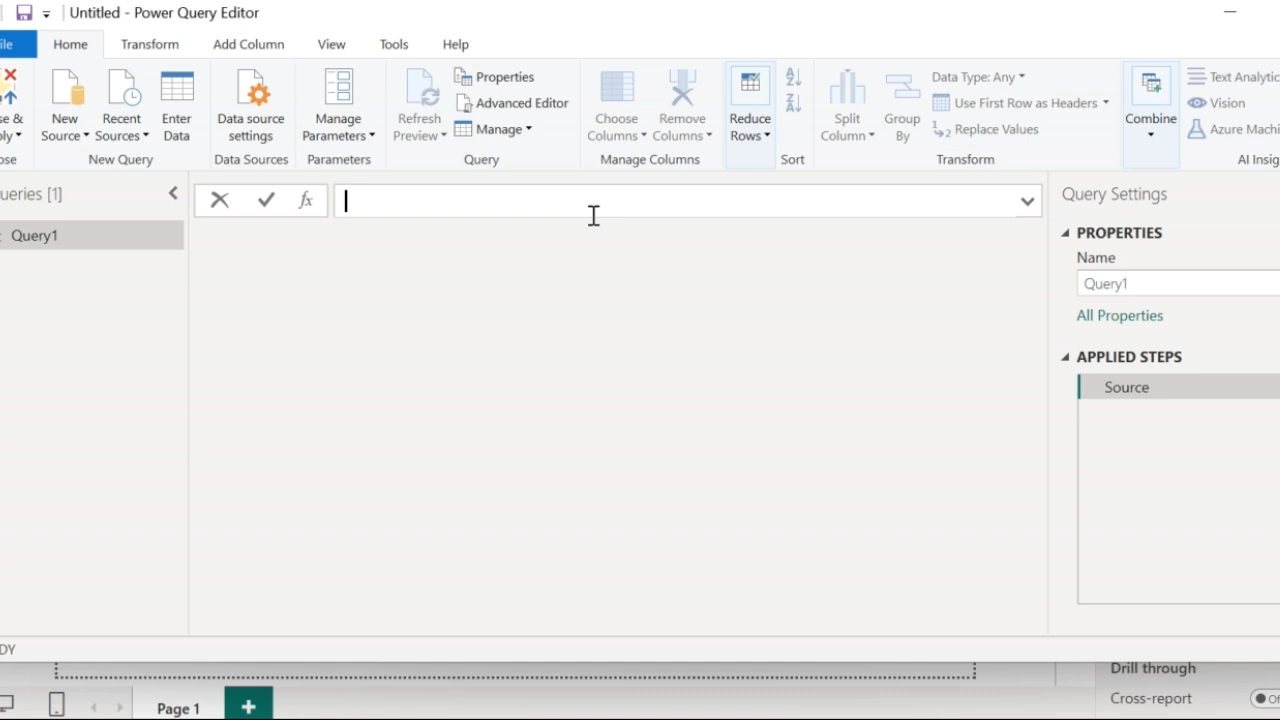 Untitled - Power Query Editor
ile
Home
Transform
Add Column
View
Tools
Help
se &
ply
ose
New
Source
Recent
Sources
Enter
Data
New Query
Data source
settings
Data Sources
Manage
Parameters
Parameters
Refresh
Preview
Properties
Advanced Editor
Manage
Query
Choose
Columns
Remove
Columns
Manage Columns
Reduce
Rows
Sort
Split
Column
Group
By
Data Type: Any
Use First Row as Headers
Replace Values
Transform
Combine
Text Analytic
Vision
Azure Machi
AI Insig
ueries [1]
Query1
fx
Query Settings
PROPERTIES
Name
Query1
All Properties
APPLIED STEPS
Source
DY
Page 1
Drill through
Cross-report